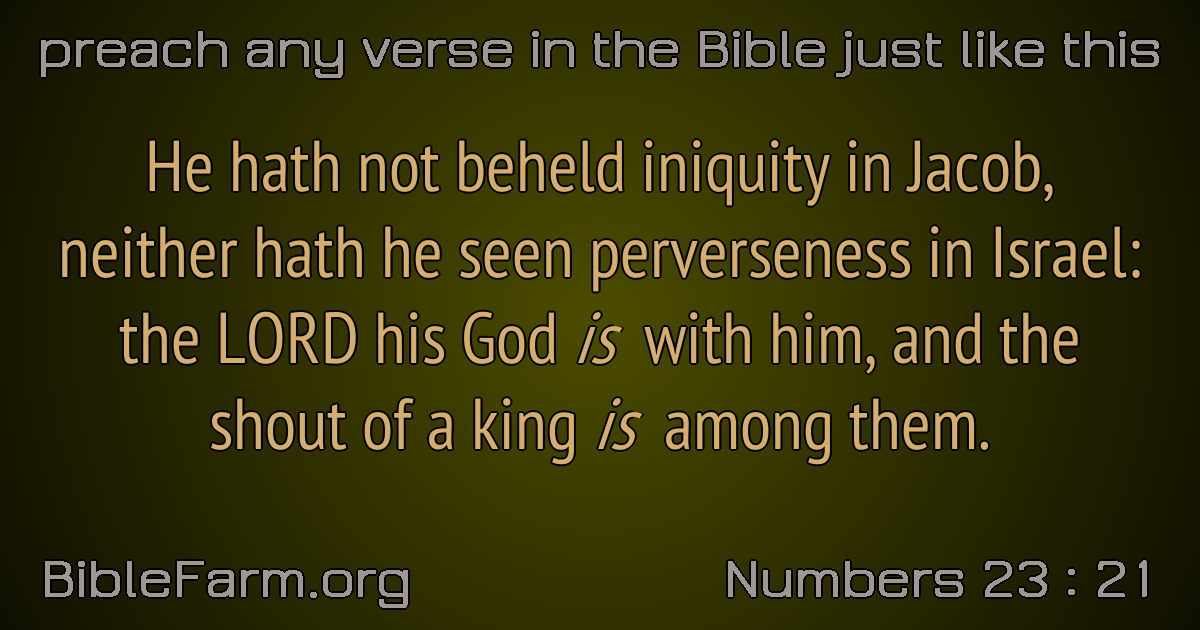 preach any verse in the Bible just like this
He hath not beheld iniquity in Jacob,
neither hath he seen perverseness in Israel:
the LORD his God is with him, and the
shout of a king is among them.
BibleFarm.org
Numbers 23 : 21